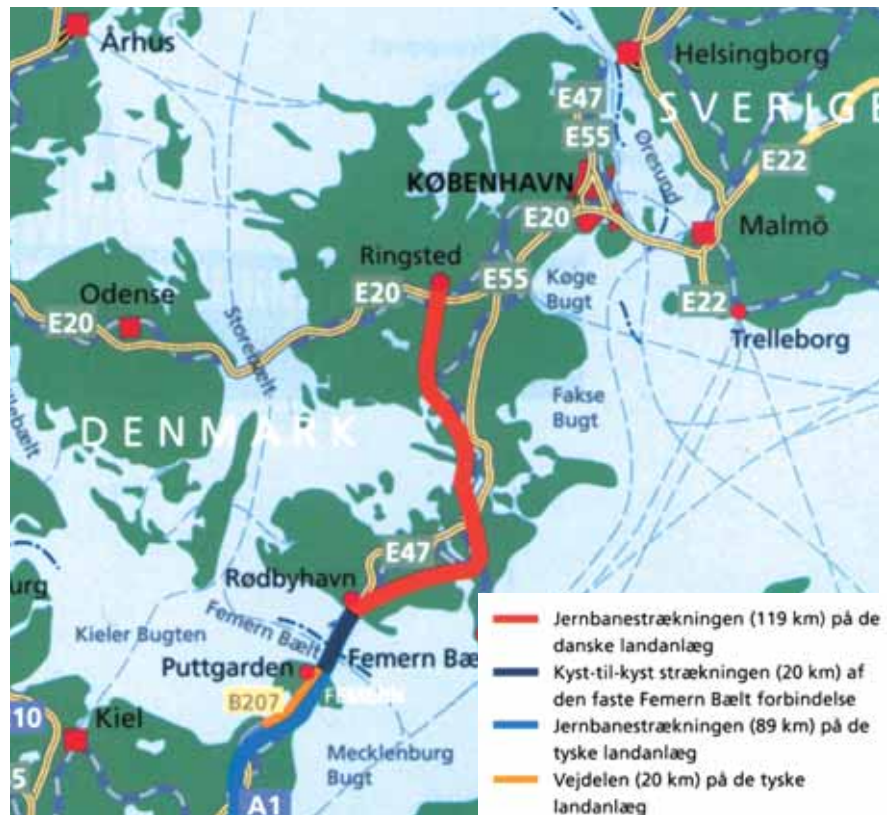 Århus
Helsingborg
E47
SVERIGE
E55
Øresund
E22
KØBENHAVN
E20
Malmö
Ringsted
E55
Køge
Bugt
E20
E22
Odense
E20
Storebælt
Trelleborg
DENMARK
Fakse
Bugt
E47
Rødbyhavn
Kieler Bugten
Femern Bælt
Puttgarden
Femern Bæ
B207
10
Kiel
5
Mecklenburg
Bugt
A1
Jernbanestrækningen (119 km) på de
danske landanlæg
Kyst-til-kyst strækningen (20 km) af
den faste Femern Bælt forbindelse
Jernbanestrækningen (89 km) på de
tyske landanlæg
Vejdelen (20 km) på de tyske
landanlæg